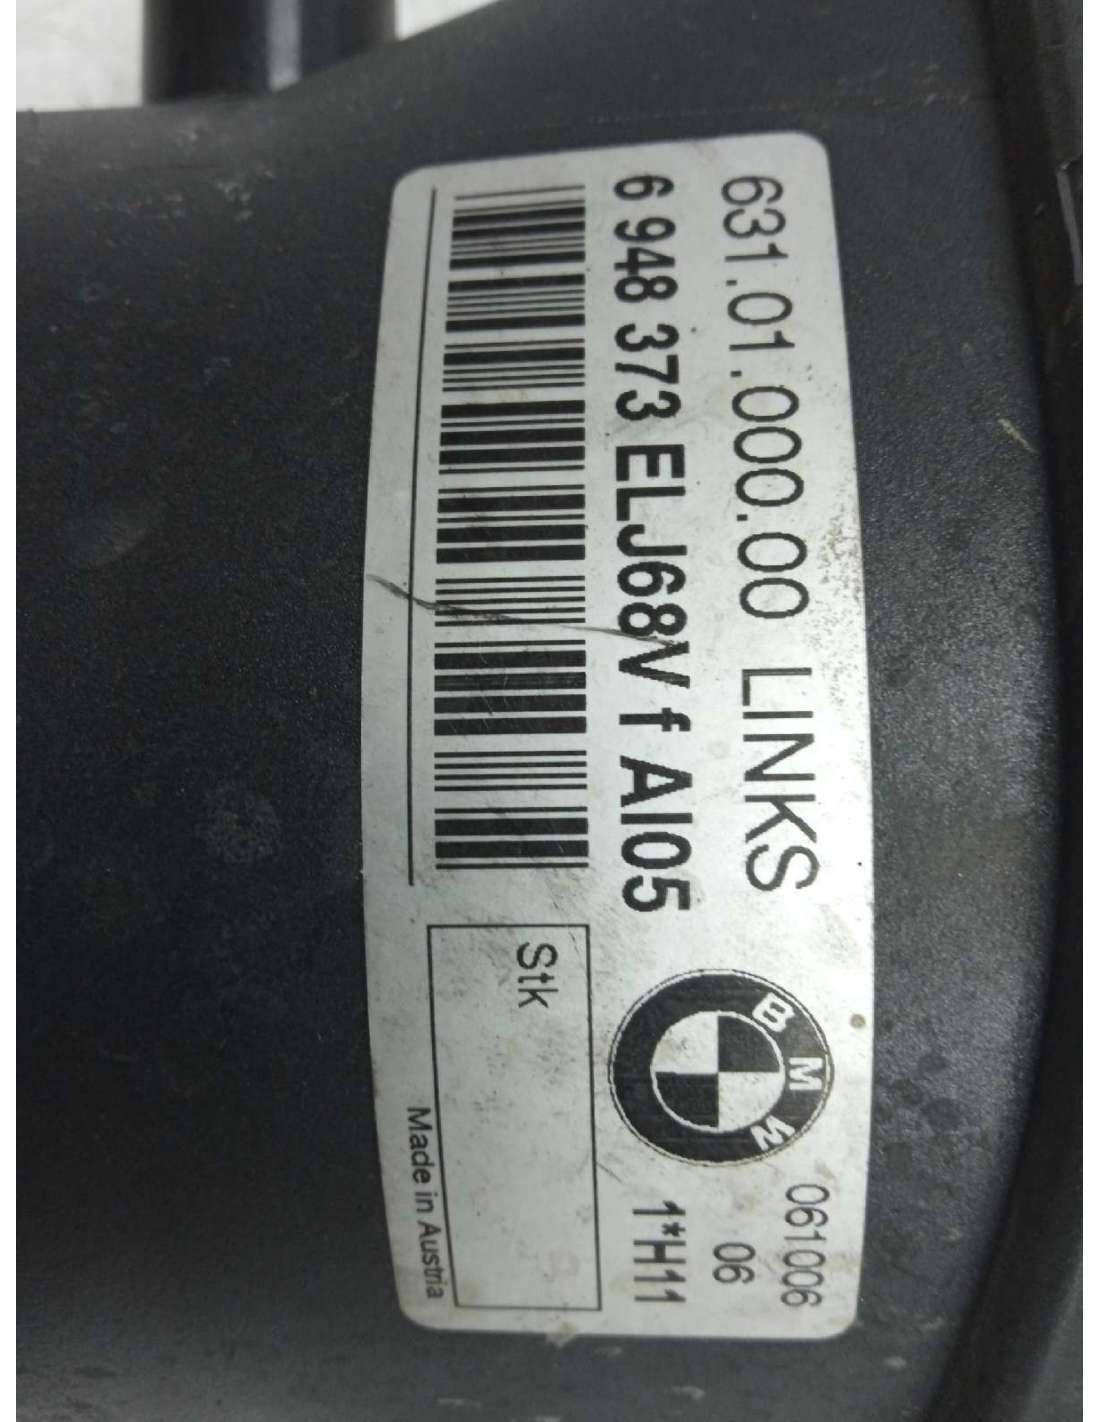 631.01.000.00 LINKS
6 948 373 ELJ68V f AI05
BMW
061006
06
1*H11
Stk
Made in Austria